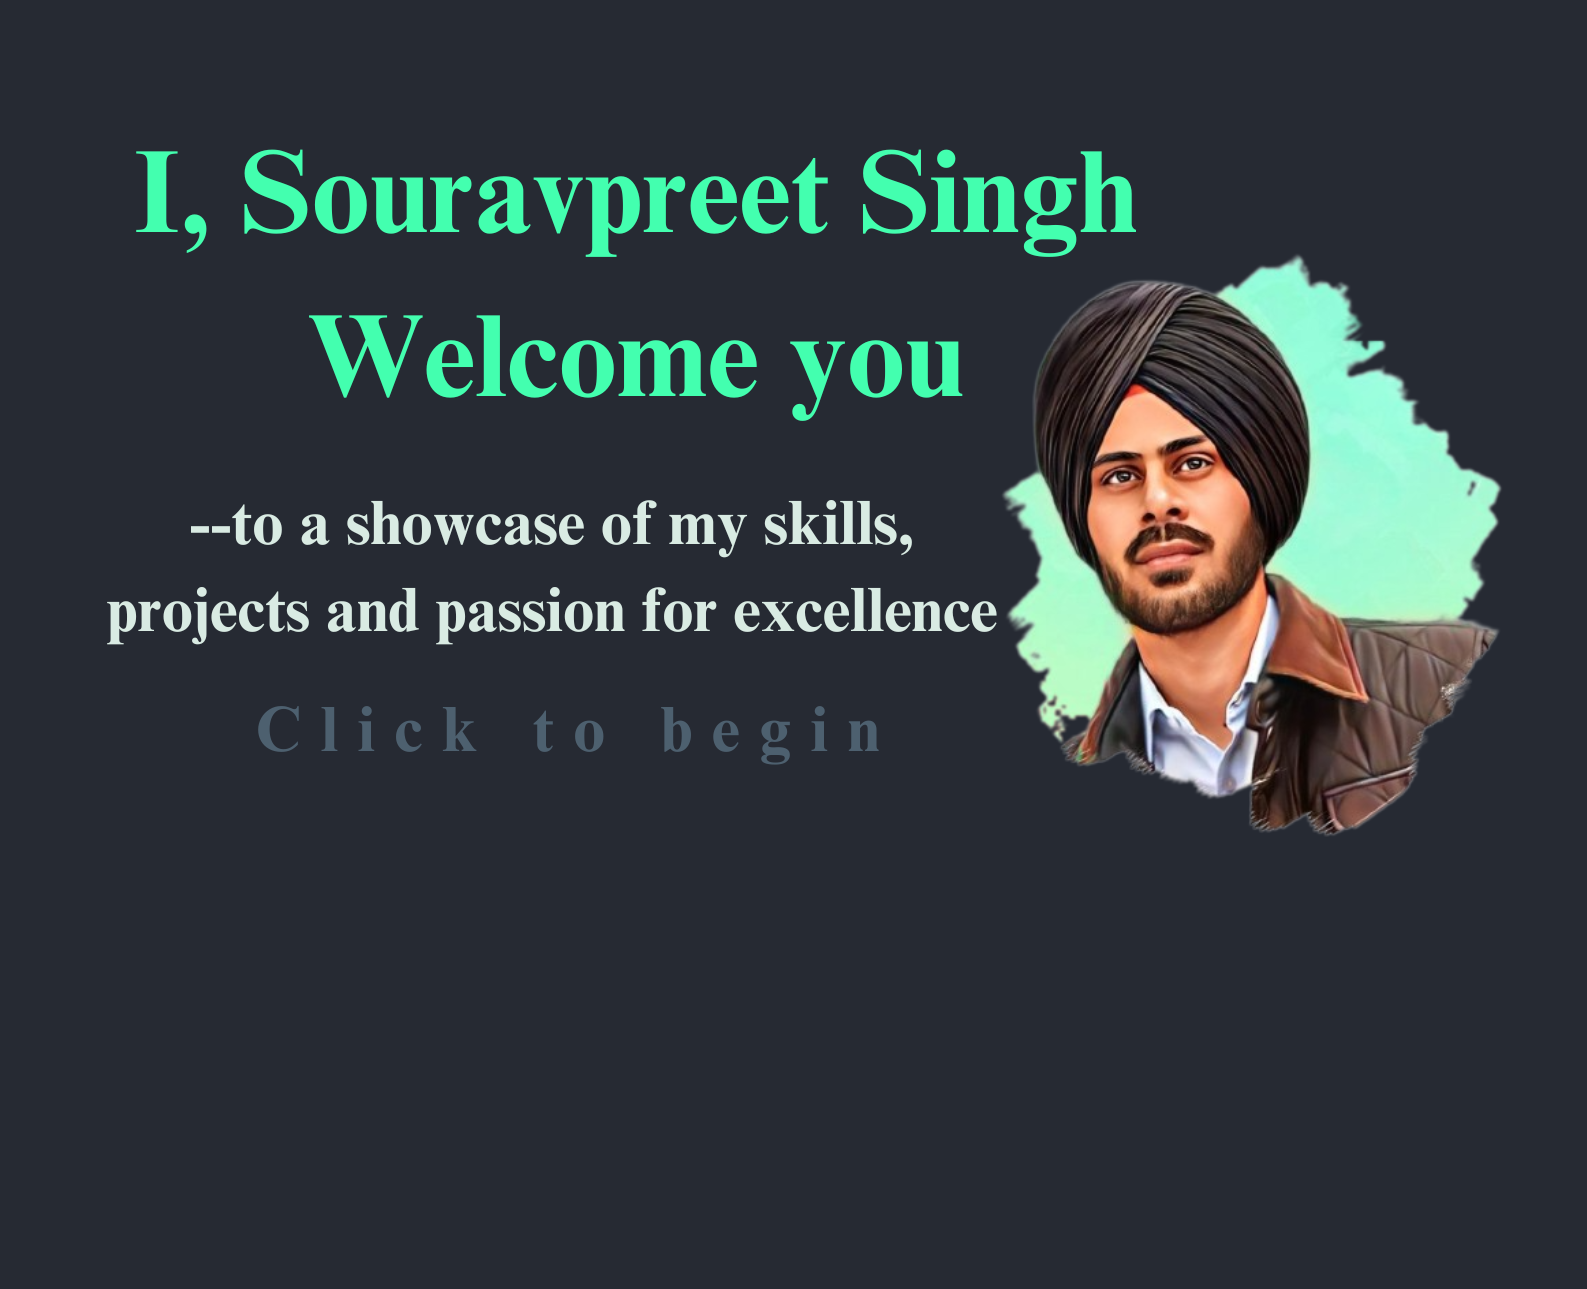 I, Souravpreet Singh
Welcome you
--to a showcase of my skills,
projects and passion for excellence
Click to begin